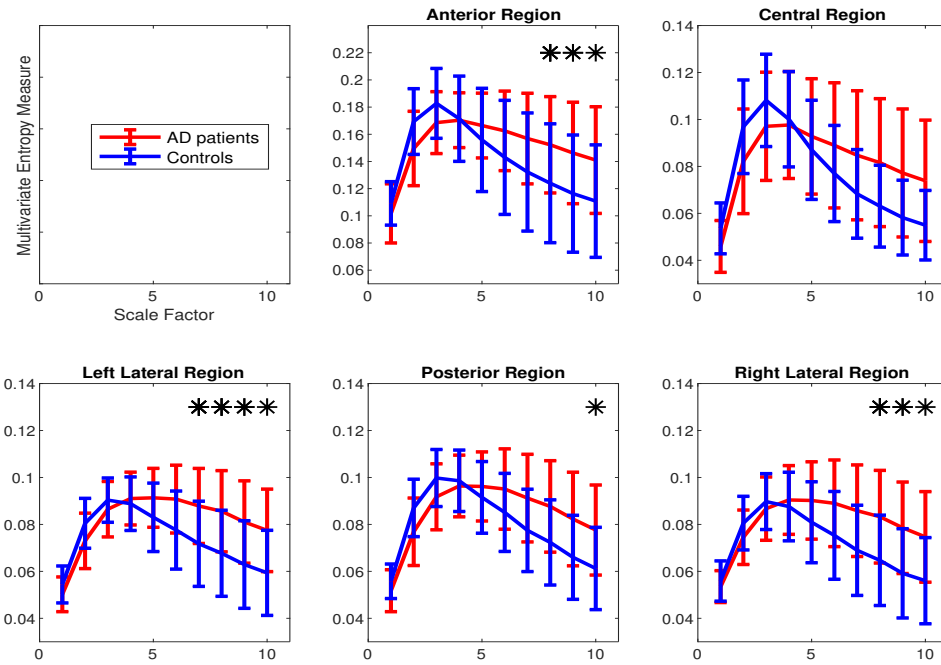 Multivariate Entropy Measure
AD patients
Controls
0 5 10
Scale Factor
Anterior Region
0.22
0.2
0.18
0.16
0.14
0.12
0.1
0.08
0.06
0 5 10
Central Region
0.14
0.12
0.1
0.08
0.06
0.04
0 5 10
Left Lateral Region
0.14
0.12
0.1
0.08
0.06
0.04
0 5 10
Posterior Region
0.14
0.12
0.1
0.08
0.06
0.04
0 5 10
Right Lateral Region
0.14
0.12
0.1
0.08
0.06
0.04
0 5 10